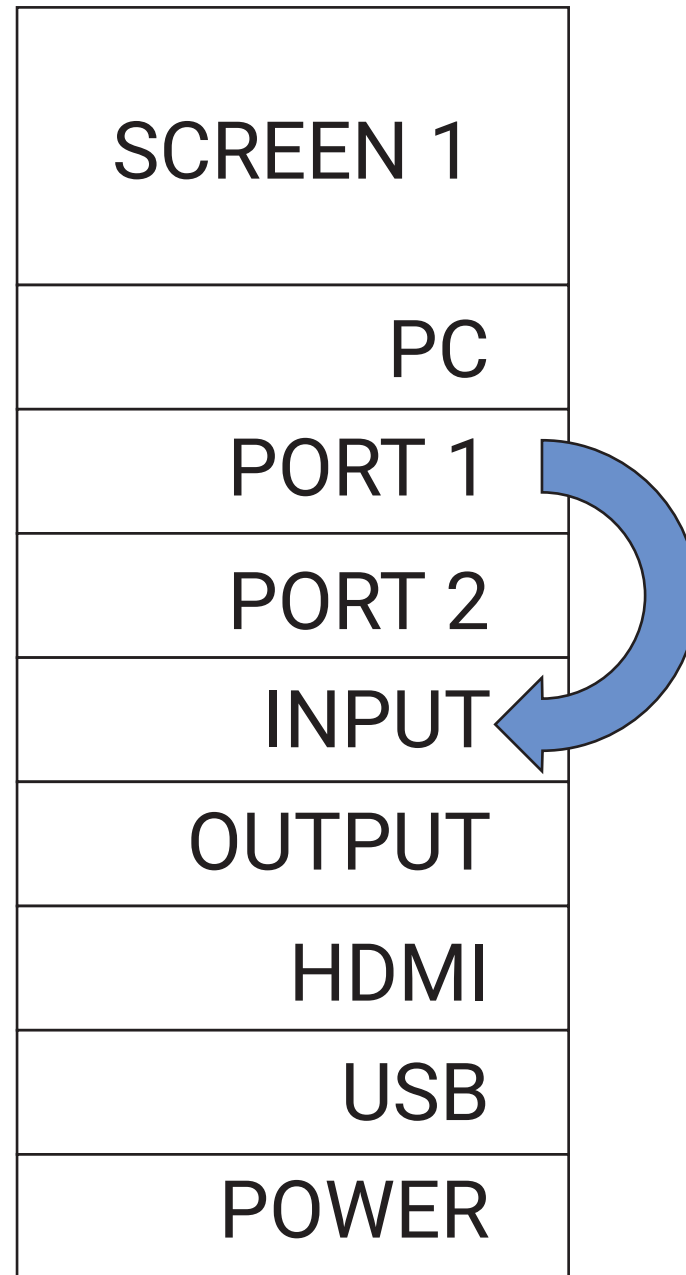 SCREEN 1
PC
PORT 1
PORT 2
INPUT
OUTPUT
HDMI
USB
POWER